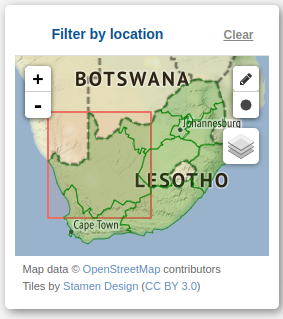 Filter by location
Clear
+
BOTSWANA
-
Johannesburg
LESOTHO
Cape Town
Map data © OpenStreetMap contributors
Tiles by Stamen Design (CC BY 3.0)